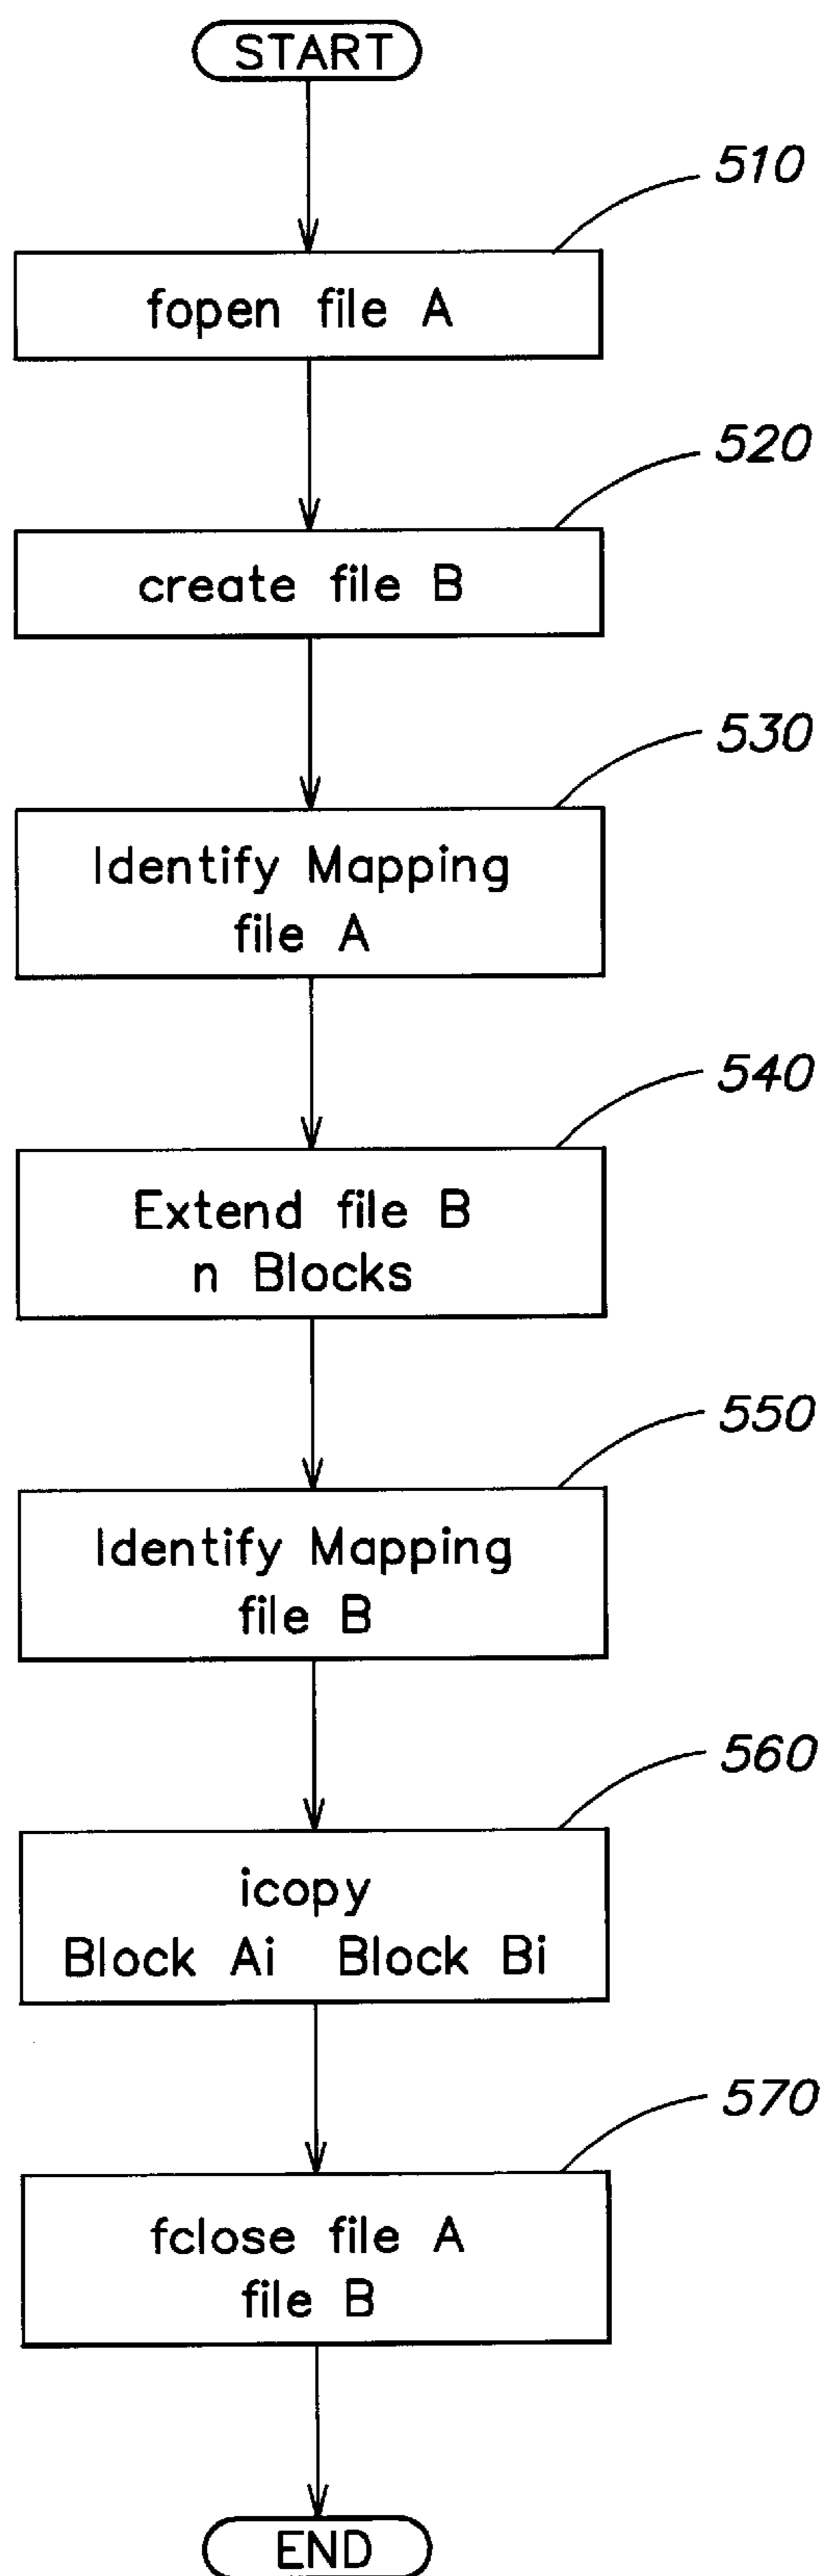 START
510
fopen file A
520
create file B
530
Identify Mapping
file A
540
Extend file B
n Blocks
550
Identify Mapping
file B
560
icopy
Block Ai Block Bi
570
fclose file A
file B
END